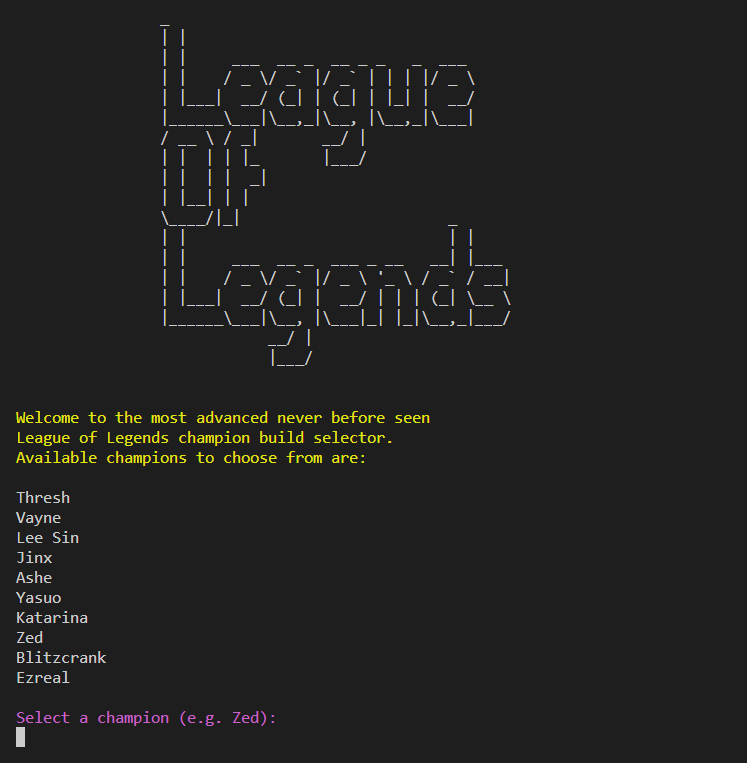 League
OF
Legends
Welcome to the most advanced never before seen
League of Legends champion build selector.
Available champions to choose from are:
Thresh
Vayne
Lee Sin
Jinx
Ashe
Yasuo
Katarina
Zed
Blitzcrank
Ezreal
Select a champion (e.g. Zed):